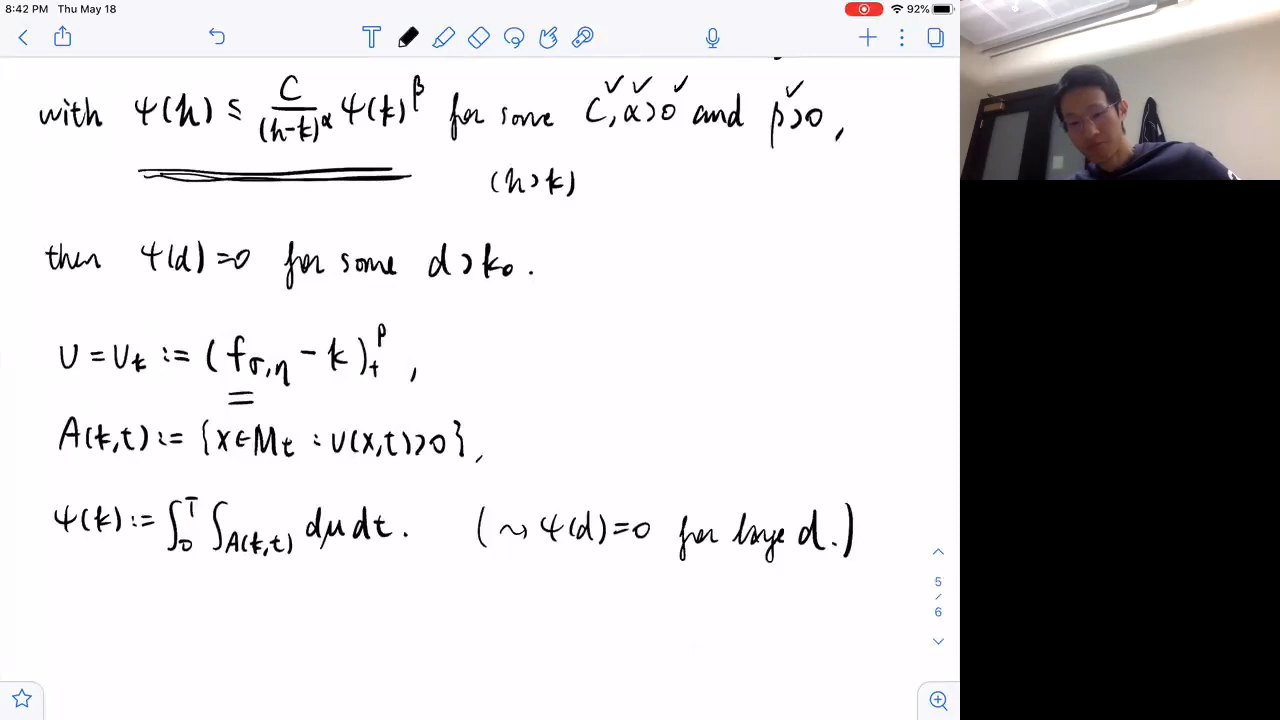 8:42 PM Thu May 18
92%
with Ψ(h) ≤ C/(h-k)^α Ψ(k)^β for some C, α>0 and β>0,
(h>k)
then Ψ(d)=0 for some d>k₀.
U = U_k := (f_{σ,η} - k)_+^p,
A(k,t) := {x∈M_t : U(x,t)>0},
Ψ(k) := ∫_0^T ∫_{A(k,t)} dμ dt. (⇝ Ψ(d)=0 for large d.)
5
/
6